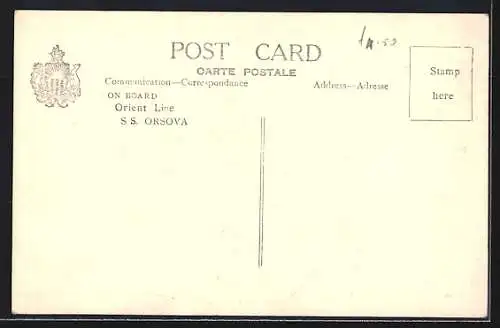 POST CARD
CARTE POSTALE
Communication—Correspondance
Address—Adresse
ON BOARD
Orient Line
S S. ORSOVA
Stamp
here